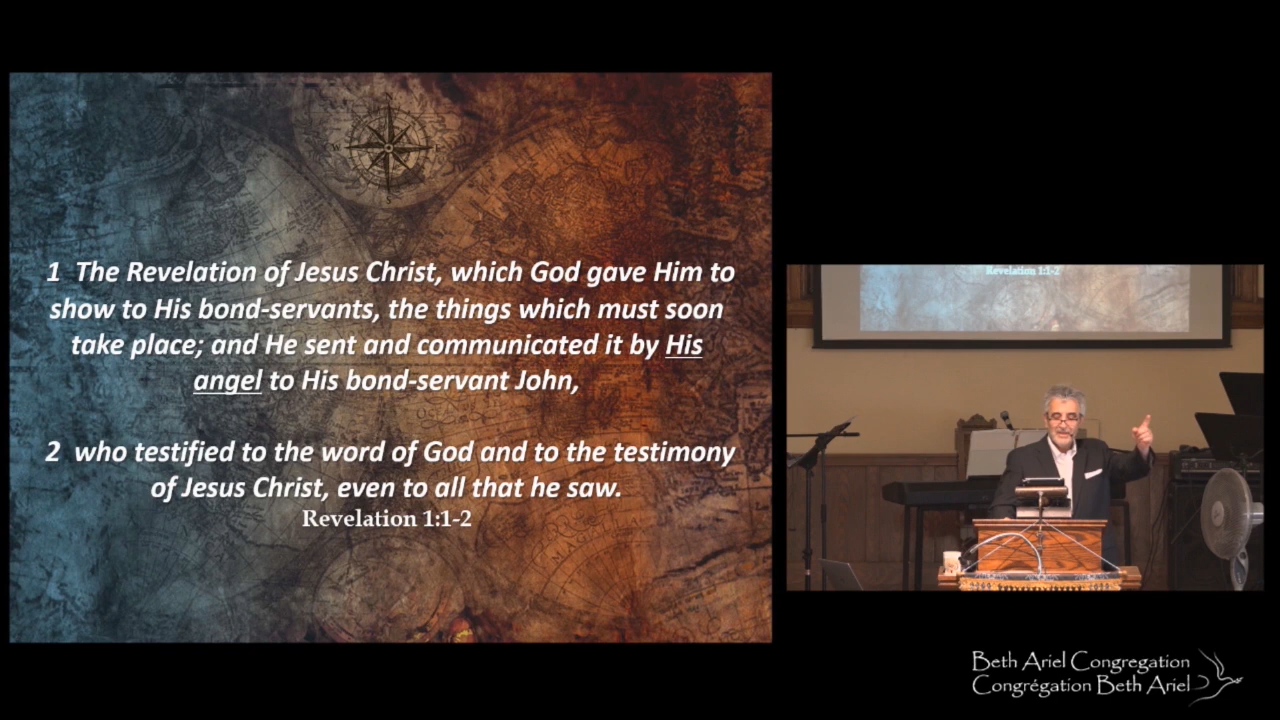 N
W E
S
1 The Revelation of Jesus Christ, which God gave Him to
show to His bond-servants, the things which must soon
take place; and He sent and communicated it by His
angel to His bond-servant John,
2 who testified to the word of God and to the testimony
of Jesus Christ, even to all that he saw.
Revelation 1:1-2
Revelation 1:1-2
Beth Ariel Congregation
Congrégation Beth Ariel